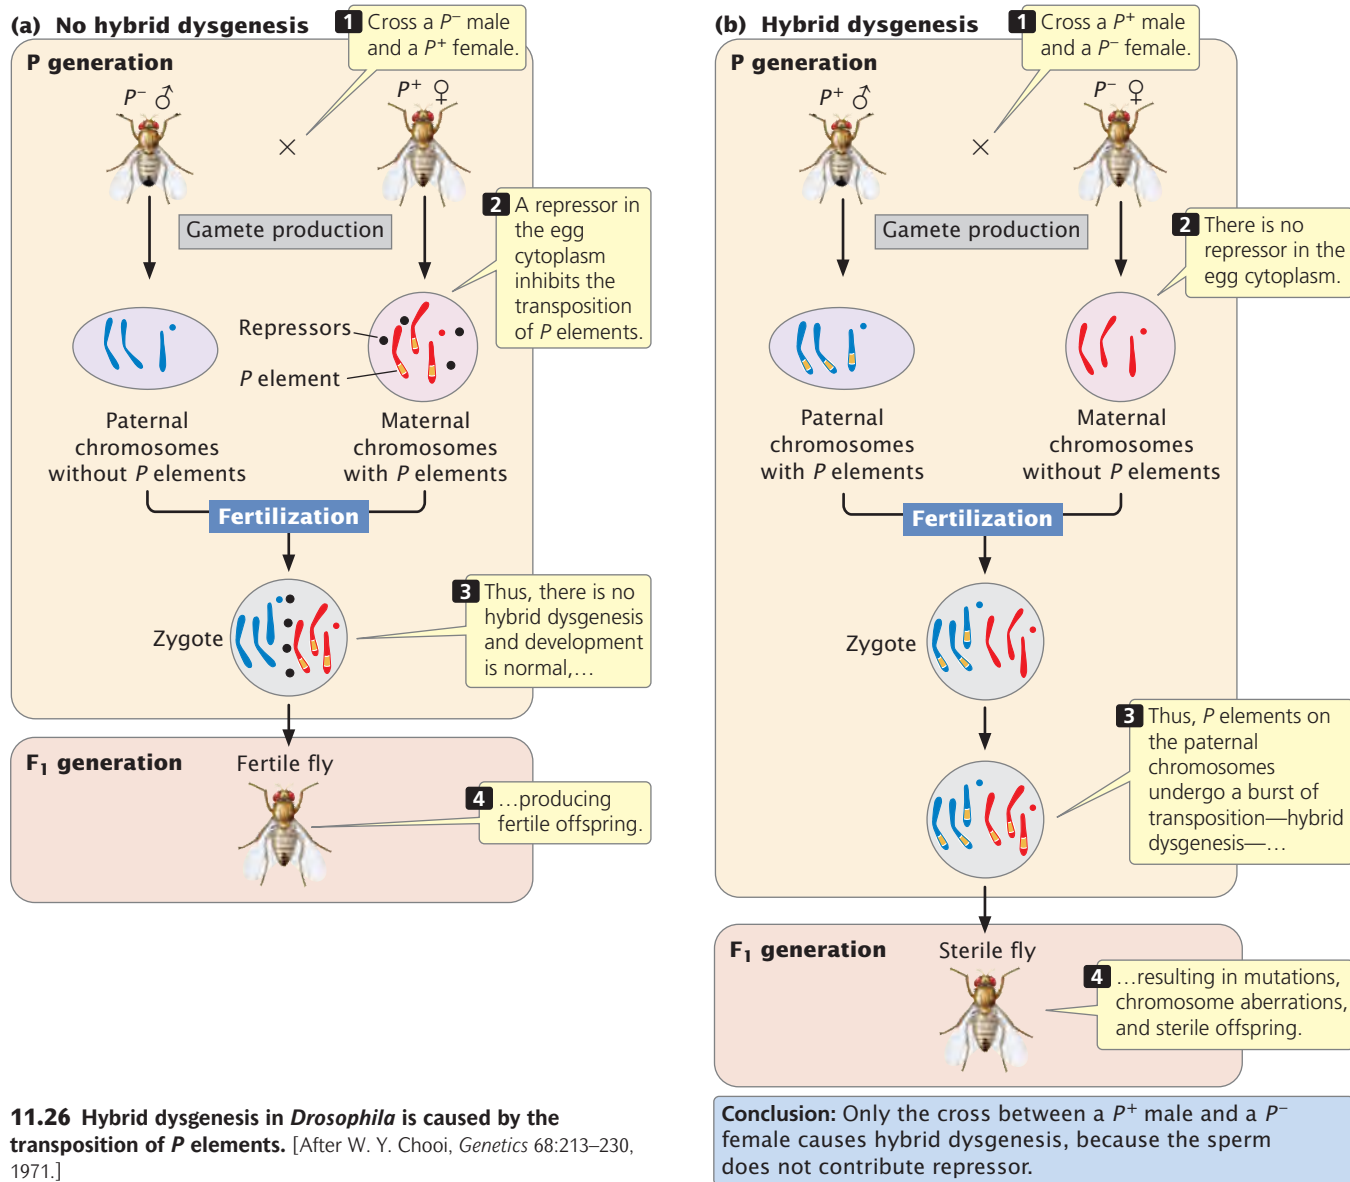 (a) No hybrid dysgenesis
1 Cross a P– male
and a P+ female.
P generation
P– ♂
P+ ♀
×
Gamete production
2 A repressor in
the egg
cytoplasm
inhibits the
transposition
of P elements.
Repressors
P element
Paternal
chromosomes
without P elements
Maternal
chromosomes
with P elements
Fertilization
Zygote
3 Thus, there is no
hybrid dysgenesis
and development
is normal,…
F1 generation
Fertile fly
4 …producing
fertile offspring.
11.26 Hybrid dysgenesis in Drosophila is caused by the
transposition of P elements. [After W. Y. Chooi, Genetics 68:213–230,
1971.]
(b) Hybrid dysgenesis
1 Cross a P+ male
and a P– female.
P generation
P+ ♂
P– ♀
×
Gamete production
2 There is no
repressor in the
egg cytoplasm.
Paternal
chromosomes
with P elements
Maternal
chromosomes
without P elements
Fertilization
Zygote
3 Thus, P elements on
the paternal
chromosomes
undergo a burst of
transposition—hybrid
dysgenesis—…
F1 generation
Sterile fly
4 …resulting in mutations,
chromosome aberrations,
and sterile offspring.
Conclusion: Only the cross between a P+ male and a P–
female causes hybrid dysgenesis, because the sperm
does not contribute repressor.